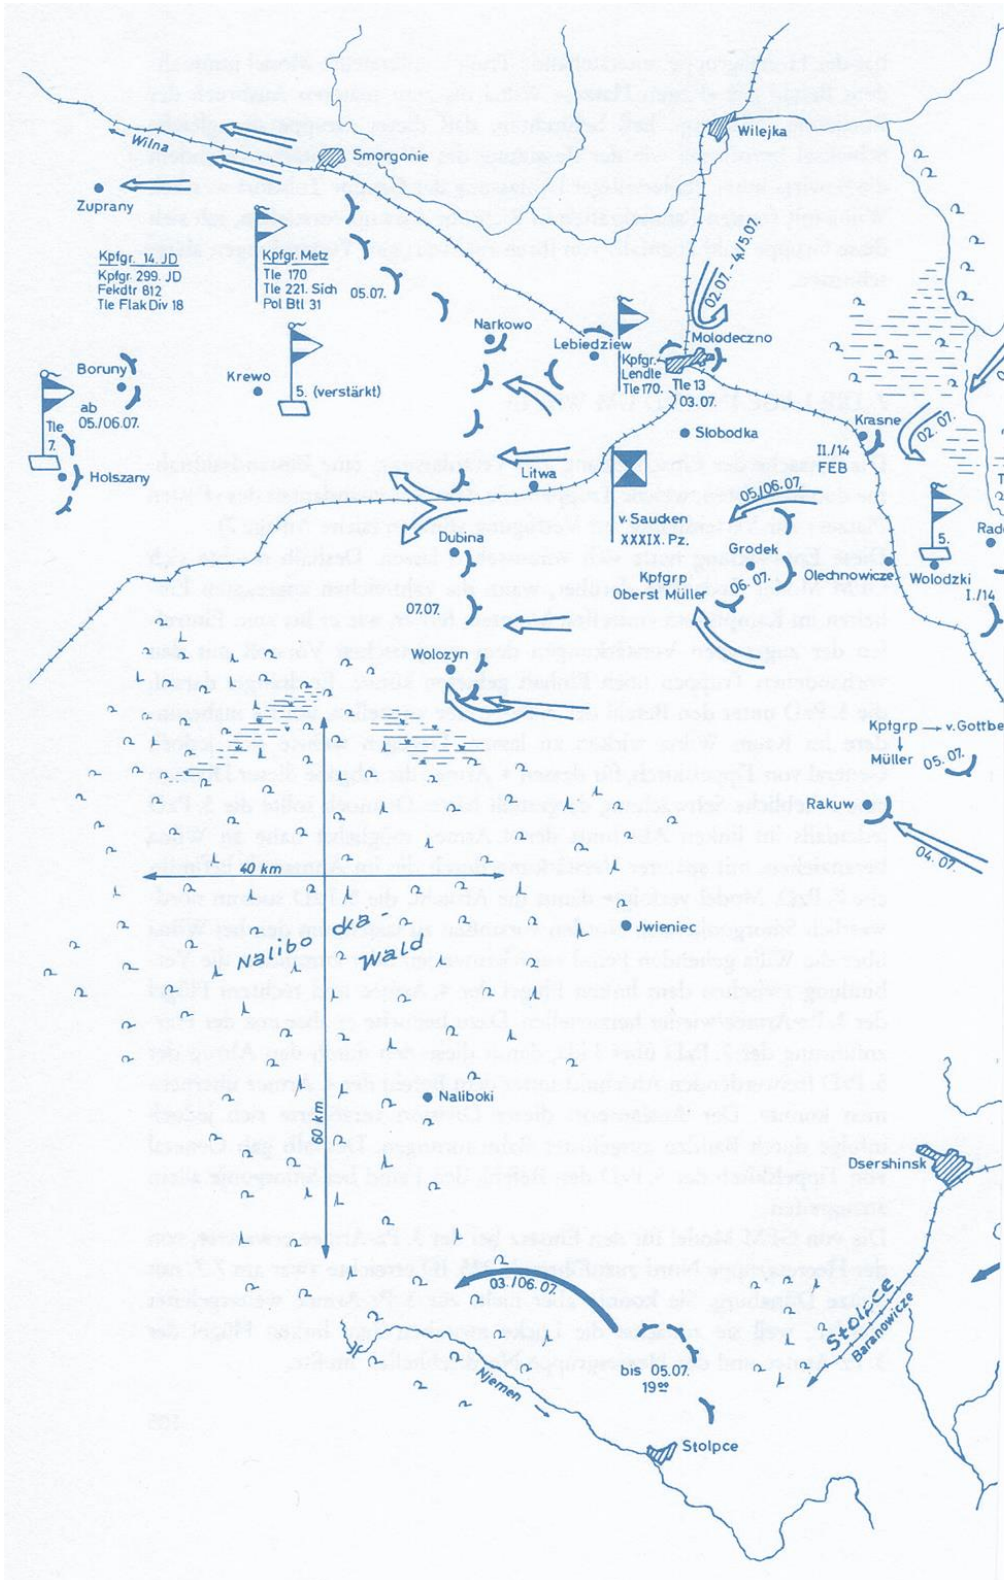 Wilna
Smorgonie
Wilejka
Zuprany
Kpfgr. 14. JD
Kpfgr. 299. JD
Fekdtr 812
Tle Flak Div 18
Kpfgr. Metz
Tle 170
Tle 221. Sich
Pol Btl 31
05.07.
02.07. - 4./5.07.
Narkowo
Lebiedziew
Molodeczno
Kpfgr.
Lendle
Tle 170.
Tle 13
03.07.
Boruny
ab
05./06.07.
Krewo
5. (verstärkt)
Tle
7.
Holszany
Krasne
02.07.
Słobodka
II./14
FEB
Litwa
v. Saucken
XXXIX. Pz.
05./06.07.
5.
Dubina
Grodek
06.07.
Olechnowicze
Wolodzki
I./14
Kpfgrp
Oberst Müller
07.07.
Wolozyn
Kpfgrp
v.Gottbe
Müller
05.07.
Rakuw
04.07.
40 km
Naliboćka-
Wald
Jwieniec
60 km
Naliboki
Dsershinsk
03./06.07.
Stolpce
Baranowicze
bis 05.07.
19⁰⁰
Njemen
Stolpce